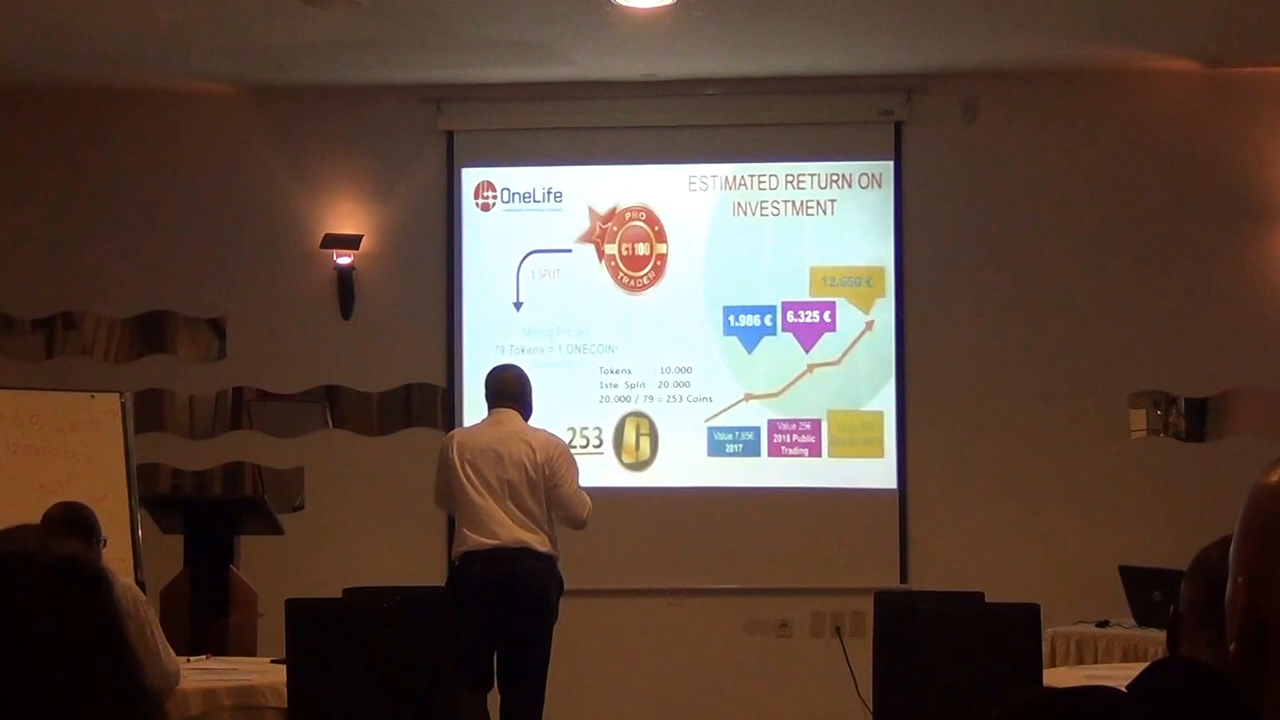 OneLife
ESTIMATED RETURN ON
INVESTMENT
PRO
€1100
TRADER
1 SPLIT
12.650 €
1.986 €
6.325 €
79 Tokens = 1 ONECOIN
Tokens : 10.000
1ste Split : 20.000
20.000 / 79 = 253 Coins
253
Value 7,85€
2017
Value 25€
2018 Public
Trading